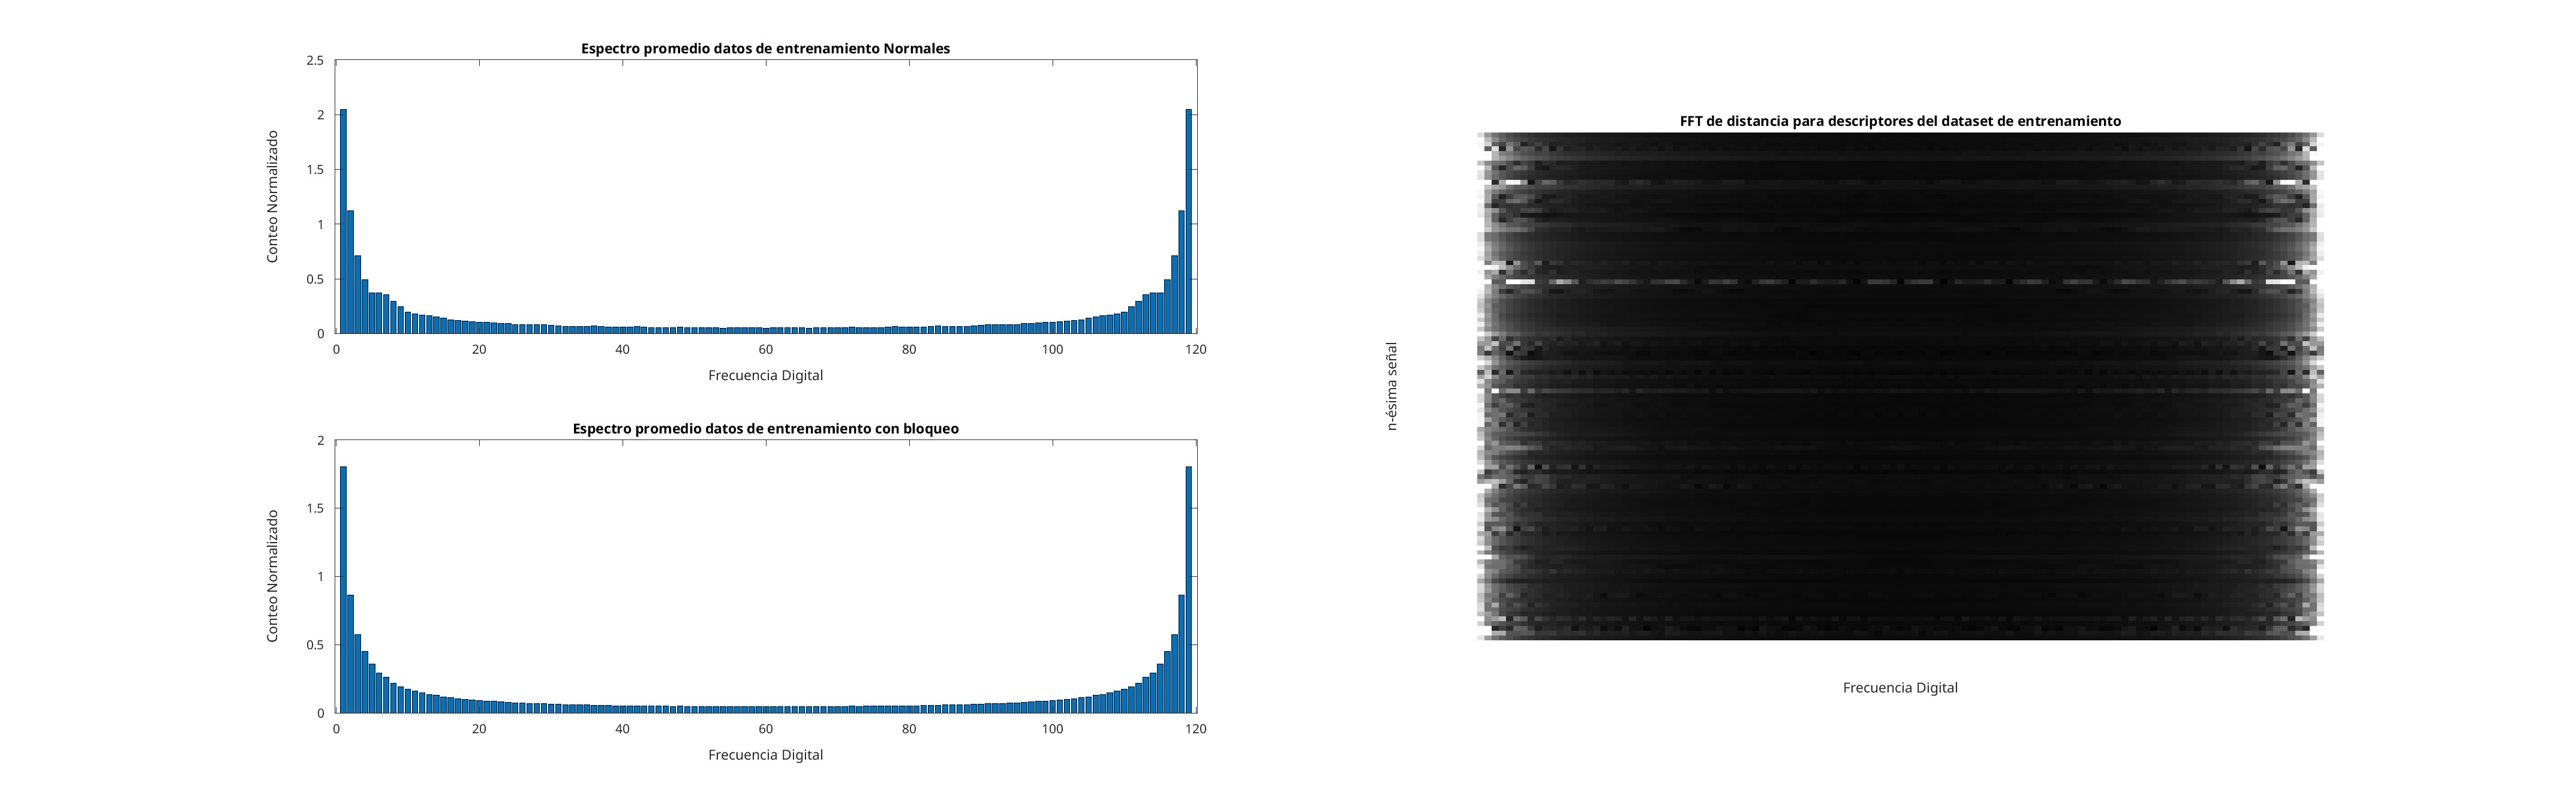 Espectro promedio datos de entrenamiento Normales
2.5
2
1.5
1
0.5
0
Conteo Normalizado
0 20 40 60 80 100 120
Frecuencia Digital
Espectro promedio datos de entrenamiento con bloqueo
2
1.5
1
0.5
0
Conteo Normalizado
0 20 40 60 80 100 120
Frecuencia Digital
FFT de distancia para descriptores del dataset de entrenamiento
n-ésima señal
Frecuencia Digital